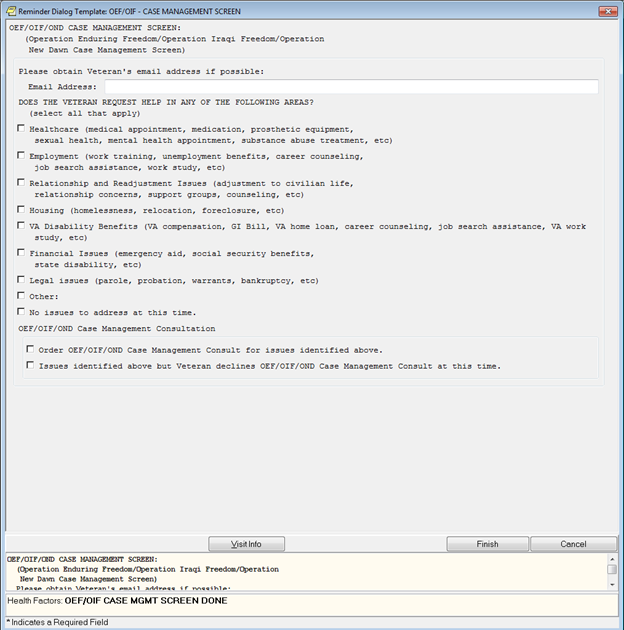 Reminder Dialog Template: OEF/OIF - CASE MANAGEMENT SCREEN
OEF/OIF/OND CASE MANAGEMENT SCREEN:
(Operation Enduring Freedom/Operation Iraqi Freedom/Operation
New Dawn Case Management Screen)
Please obtain Veteran's email address if possible:
Email Address:
DOES THE VETERAN REQUEST HELP IN ANY OF THE FOLLOWING AREAS?
(select all that apply)
Healthcare (medical appointment, medication, prosthetic equipment,
sexual health, mental health appointment, substance abuse treatment, etc)
Employment (work training, unemployment benefits, career counseling,
job search assistance, work study, etc)
Relationship and Readjustment Issues (adjustment to civilian life,
relationship concerns, support groups, counseling, etc)
Housing (homelessness, relocation, foreclosure, etc)
VA Disability Benefits (VA compensation, GI Bill, VA home loan, career counseling, job search assistance, VA work
study, etc)
Financial Issues (emergency aid, social security benefits,
state disability, etc)
Legal issues (parole, probation, warrants, bankruptcy, etc)
Other:
No issues to address at this time.
OEF/OIF/OND Case Management Consultation
Order OEF/OIF/OND Case Management Consult for issues identified above.
Issues identified above but Veteran declines OEF/OIF/OND Case Management Consult at this time.
Visit Info
Finish
Cancel
OEF/OIF/OND CASE MANAGEMENT SCREEN:
(Operation Enduring Freedom/Operation Iraqi Freedom/Operation
New Dawn Case Management Screen)
Please obtain Veteran's email address if possible:
Health Factors: OEF/OIF CASE MGMT SCREEN DONE
* Indicates a Required Field